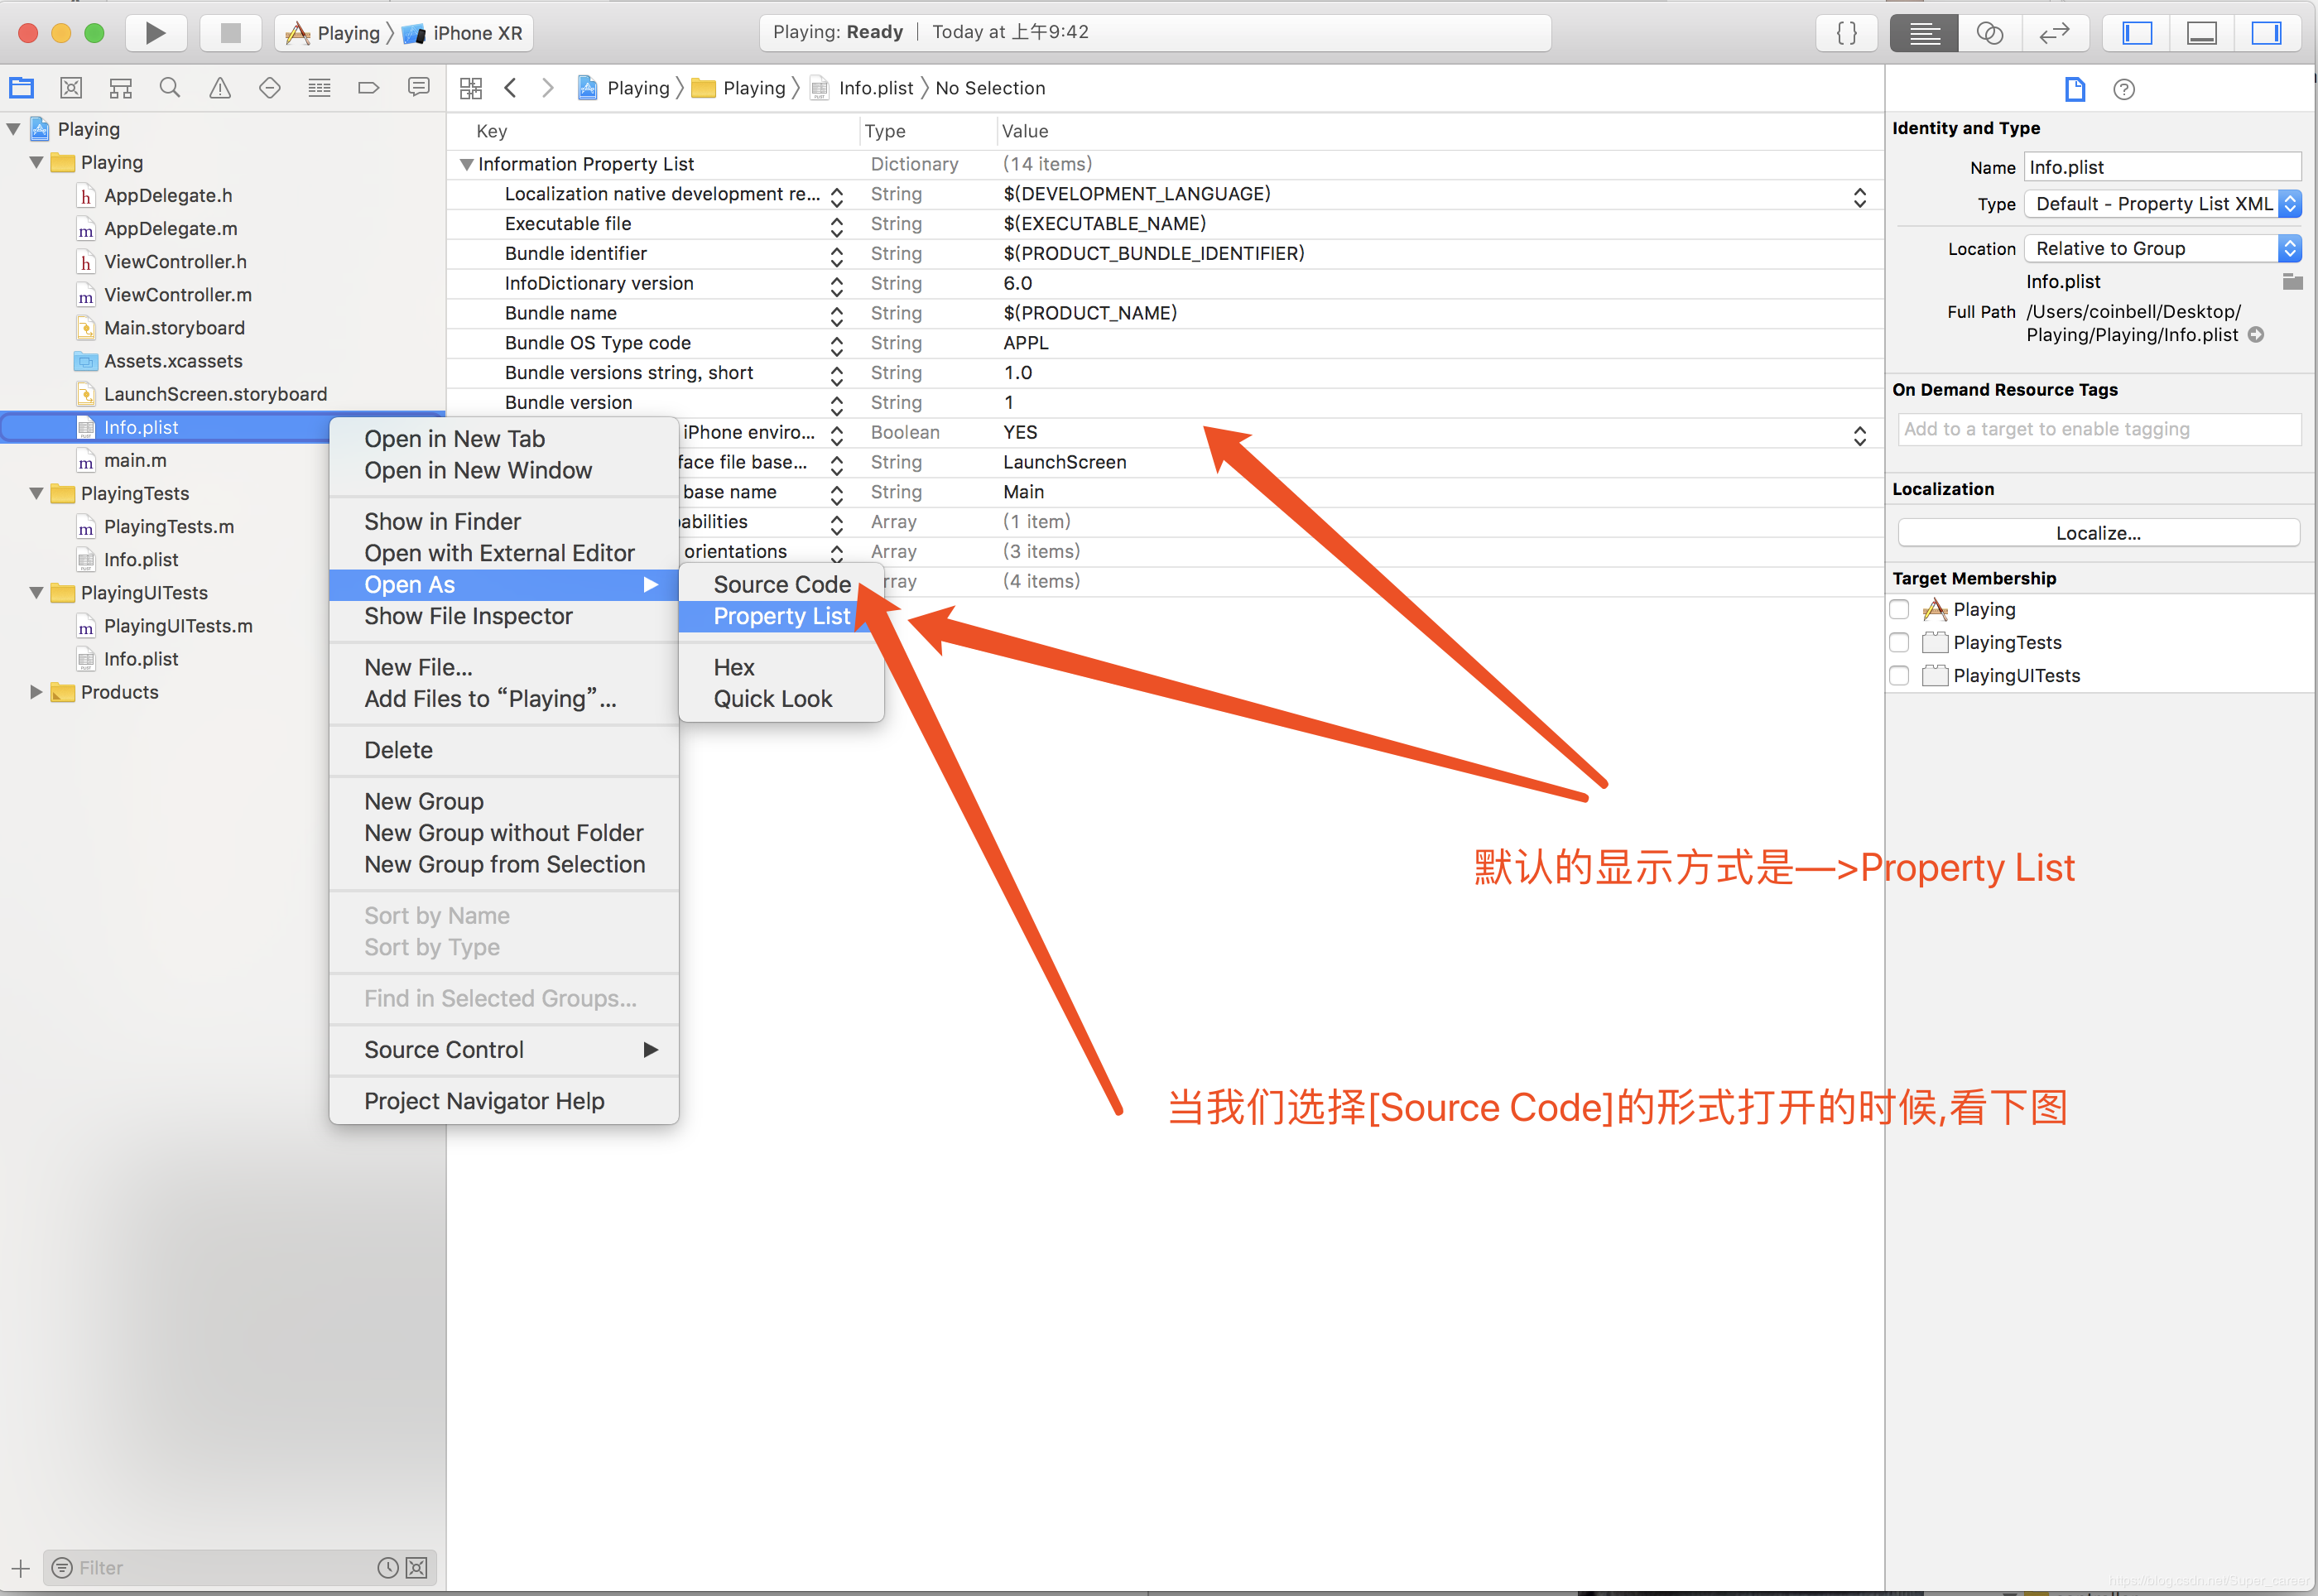 Playing 〉 iPhone XR
Playing: Ready | Today at 上午9:42
Playing 〉 Playing 〉 Info.plist 〉 No Selection
Playing
Playing
AppDelegate.h
AppDelegate.m
ViewController.h
ViewController.m
Main.storyboard
Assets.xcassets
LaunchScreen.storyboard
Info.plist
main.m
PlayingTests
PlayingTests.m
Info.plist
PlayingUITests
PlayingUITests.m
Info.plist
Products
Filter
Key Type Value
Information Property List Dictionary (14 items)
Localization native development re... String $(DEVELOPMENT_LANGUAGE)
Executable file String $(EXECUTABLE_NAME)
Bundle identifier String $(PRODUCT_BUNDLE_IDENTIFIER)
InfoDictionary version String 6.0
Bundle name String $(PRODUCT_NAME)
Bundle OS Type code String APPL
Bundle versions string, short String 1.0
Bundle version String 1
iPhone enviro... Boolean YES
face file base... String LaunchScreen
base name String Main
abilities Array (1 item)
orientations Array (3 items)
rray (4 items)
Open in New Tab
Open in New Window
Show in Finder
Open with External Editor
Open As
Show File Inspector
New File...
Add Files to “Playing”...
Delete
New Group
New Group without Folder
New Group from Selection
Sort by Name
Sort by Type
Find in Selected Groups...
Source Control
Project Navigator Help
Source Code
Property List
Hex
Quick Look
默认的显示方式是—>Property List
当我们选择[Source Code]的形式打开的时候,看下图
Identity and Type
Name Info.plist
Type Default - Property List XML
Location Relative to Group
Info.plist
Full Path /Users/coinbell/Desktop/
Playing/Playing/Info.plist
On Demand Resource Tags
Add to a target to enable tagging
Localization
Localize...
Target Membership
Playing
PlayingTests
PlayingUITests
https://blog.csdn.net/Super_career